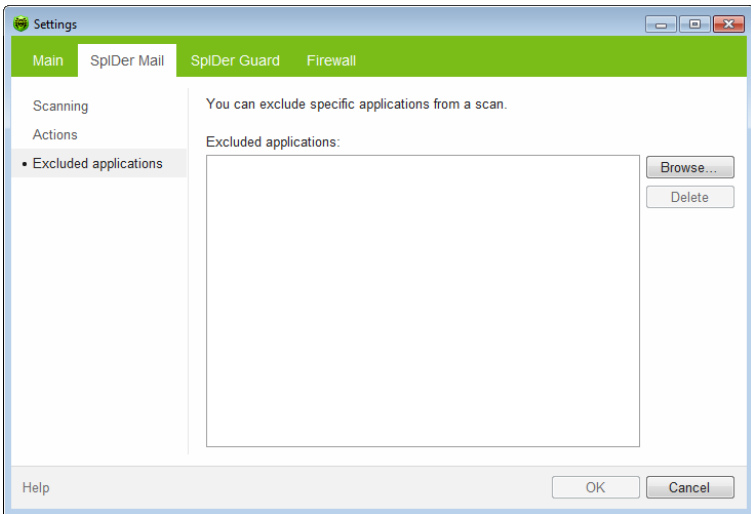 Settings
Main SpIDer Mail SpIDer Guard Firewall
Scanning
Actions
• Excluded applications
You can exclude specific applications from a scan.
Excluded applications:
Browse...
Delete
Help
OK Cancel